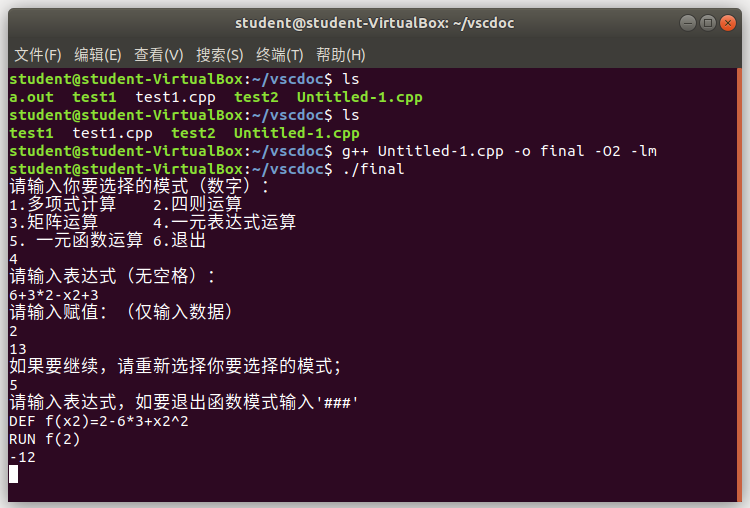 student@student-VirtualBox: ~/vscdoc
文件(F) 编辑(E) 查看(V) 搜索(S) 终端(T) 帮助(H)
student@student-VirtualBox:~/vscdoc$ ls
a.out  test1  test1.cpp  test2  Untitled-1.cpp
student@student-VirtualBox:~/vscdoc$ ls
test1  test1.cpp  test2  Untitled-1.cpp
student@student-VirtualBox:~/vscdoc$ g++ Untitled-1.cpp -o final -O2 -lm
student@student-VirtualBox:~/vscdoc$ ./final
请输入你要选择的模式（数字）：
1.多项式计算    2.四则运算
3.矩阵运算      4.一元表达式运算
5. 一元函数运算 6.退出
4
请输入表达式（无空格）：
6+3*2-x2+3
请输入赋值：（仅输入数据）
2
13
如果要继续，请重新选择你要选择的模式；
5
请输入表达式，如要退出函数模式输入'###'
DEF f(x2)=2-6*3+x2^2
RUN f(2)
-12